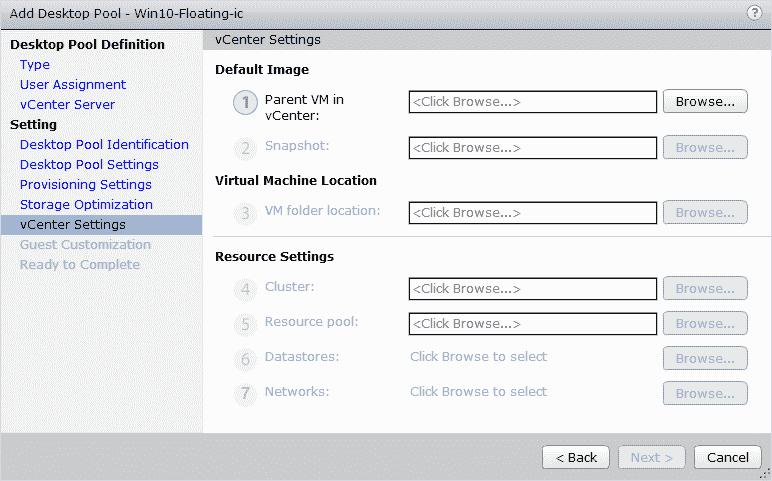 Add Desktop Pool - Win10-Floating-ic
?
Desktop Pool Definition
Type
User Assignment
vCenter Server
Setting
Desktop Pool Identification
Desktop Pool Settings
Provisioning Settings
Storage Optimization
vCenter Settings
Guest Customization
Ready to Complete
vCenter Settings
Default Image
1 Parent VM in
vCenter:
<Click Browse...> Browse...
2 Snapshot: <Click Browse...> Browse...
Virtual Machine Location
3 VM folder location: <Click Browse...> Browse...
Resource Settings
4 Cluster: <Click Browse...> Browse...
5 Resource pool: <Click Browse...> Browse...
6 Datastores: Click Browse to select Browse...
7 Networks: Click Browse to select Browse...
< Back Next > Cancel